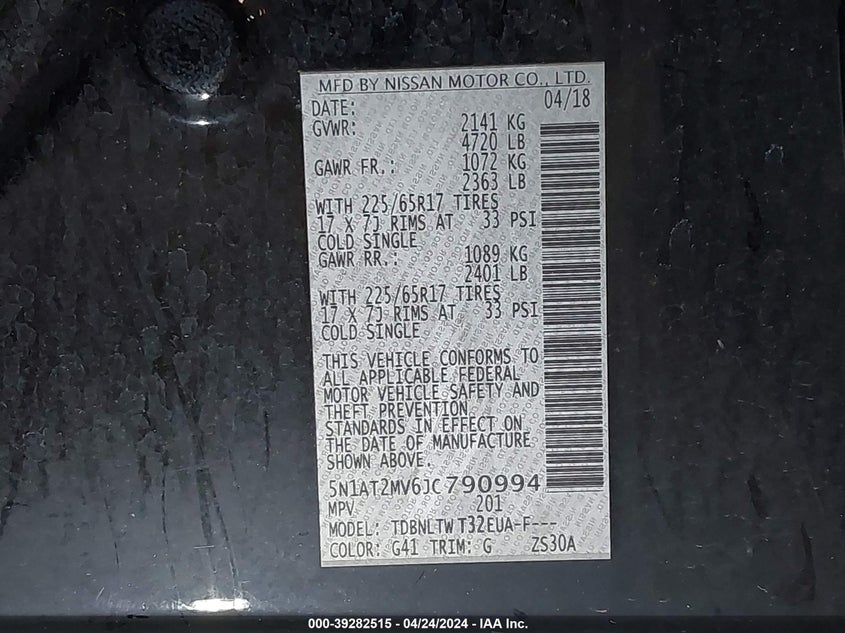 MFD BY NISSAN MOTOR CO., LTD.
DATE: 04/18
GVWR: 2141 KG
4720 LB
GAWR FR.: 1072 KG
2363 LB
WITH 225/65R17 TIRES
17 X 7J RIMS AT 33 PSI
COLD SINGLE
GAWR RR.: 1089 KG
2401 LB
WITH 225/65R17 TIRES
17 X 7J RIMS AT 33 PSI
COLD SINGLE
THIS VEHICLE CONFORMS TO
ALL APPLICABLE FEDERAL
MOTOR VEHICLE SAFETY AND
THEFT PREVENTION
STANDARDS IN EFFECT ON
THE DATE OF MANUFACTURE
SHOWN ABOVE.
5N1AT2MV6JC790994
MPV 201
MODEL: TDBNLTWT32EUA-F---
COLOR: G41 TRIM: G ZS30A
000-39282515 - 04/24/2024 - IAA Inc.